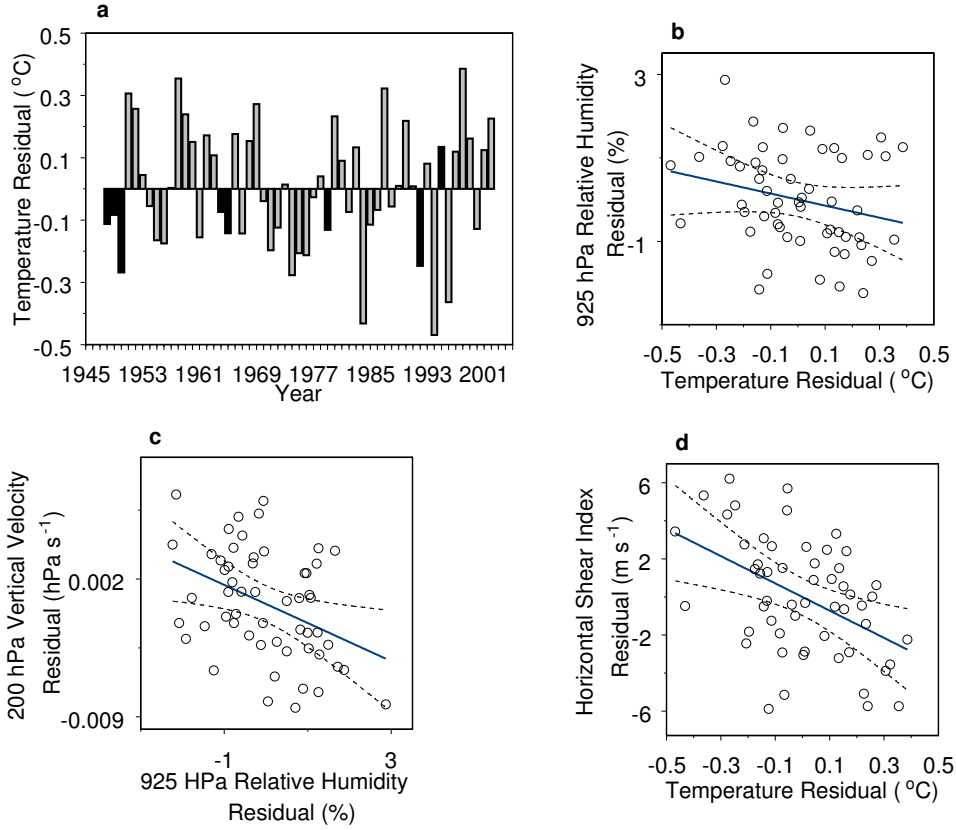 a
0.5
0.3
0.1
-0.1
-0.3
-0.5
Temperature Residual ( °C)
1945 1953 1961 1969 1977 1985 1993 2001
Year
b
3
-1
925 hPa Relative Humidity
Residual (%)
-0.5 -0.3 -0.1 0.1 0.3 0.5
Temperature Residual ( °C)
c
0.002
-0.009
200 hPa Vertical Velocity
Residual (hPa s-1)
-1 3
925 HPa Relative Humidity
Residual (%)
d
6
2
-2
-6
Horizontal Shear Index
Residual (m s-1)
-0.5 -0.3 -0.1 0.1 0.3 0.5
Temperature Residual ( °C)